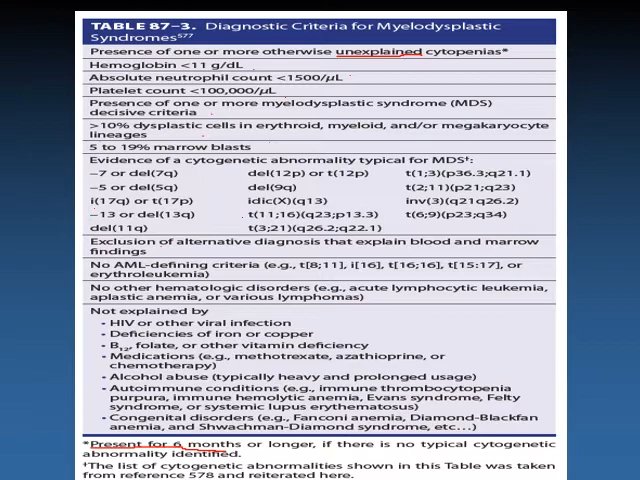 TABLE 87–3. Diagnostic Criteria for Myelodysplastic
Syndromes577
Presence of one or more otherwise unexplained cytopenias*
Hemoglobin <11 g/dL
Absolute neutrophil count <1500/μL
Platelet count <100,000/μL
Presence of one or more myelodysplastic syndrome (MDS)
decisive criteria
>10% dysplastic cells in erythroid, myeloid, and/or megakaryocyte
lineages
5 to 19% marrow blasts
Evidence of a cytogenetic abnormality typical for MDS†:
–7 or del(7q) del(12p) or t(12p) t(1;3)(p36.3;q21.1)
–5 or del(5q) del(9q) t(2;11)(p21;q23)
i(17q) or t(17p) idic(X)(q13) inv(3)(q21q26.2)
–13 or del(13q) t(11;16)(q23;p13.3) t(6;9)(p23;q34)
del(11q) t(3;21)(q26.2;q22.1)
Exclusion of alternative diagnosis that explain blood and marrow
findings
No AML-defining criteria (e.g., t[8;11], i[16], t[16;16], t[15:17], or
erythroleukemia)
No other hematologic disorders (e.g., acute lymphocytic leukemia,
aplastic anemia, or various lymphomas)
Not explained by
• HIV or other viral infection
• Deficiencies of iron or copper
• B12, folate, or other vitamin deficiency
• Medications (e.g., methotrexate, azathioprine, or
chemotherapy)
• Alcohol abuse (typically heavy and prolonged usage)
• Autoimmune conditions (e.g., immune thrombocytopenia
purpura, immune hemolytic anemia, Evans syndrome, Felty
syndrome, or systemic lupus erythematosus)
• Congenital disorders (e.g., Fanconi anemia, Diamond-Blackfan
anemia, and Shwachman-Diamond syndrome, etc…)
*Present for 6 months or longer, if there is no typical cytogenetic
abnormality identified.
†The list of cytogenetic abnormalities shown in this Table was taken
from reference 578 and reiterated here.